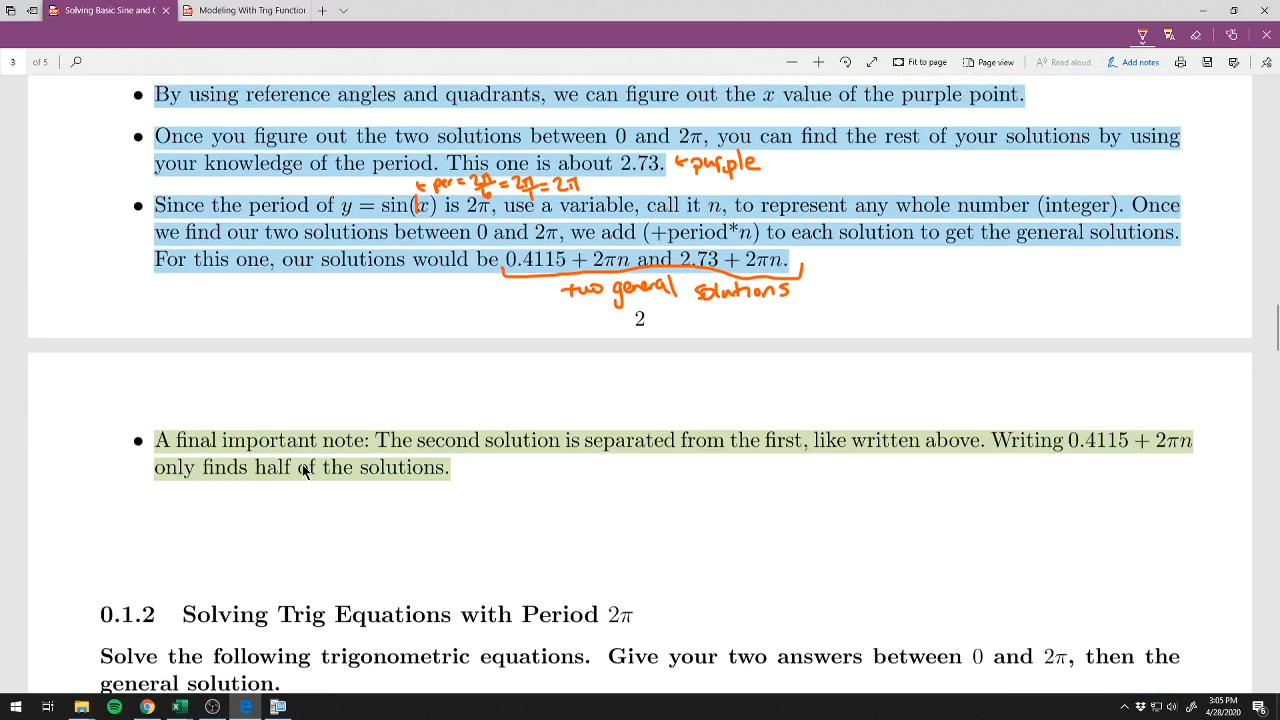 Solving Basic Sine and C
Modeling With Trig Function
3 of 5
Fit to page
Page view
Read aloud
Add notes
• By using reference angles and quadrants, we can figure out the x value of the purple point.
• Once you figure out the two solutions between 0 and 2π, you can find the rest of your solutions by using
your knowledge of the period. This one is about 2.73. ← purple
• Since the period of y = sin(x) is 2π, use a variable, call it n, to represent any whole number (integer). Once
we find our two solutions between 0 and 2π, we add (+period*n) to each solution to get the general solutions.
For this one, our solutions would be 0.4115 + 2πn and 2.73 + 2πn.
two general solutions
2
• A final important note: The second solution is separated from the first, like written above. Writing 0.4115 + 2πn
only finds half of the solutions.
0.1.2 Solving Trig Equations with Period 2π
Solve the following trigonometric equations. Give your two answers between 0 and 2π, then the
general solution.
3:05 PM
4/28/2020